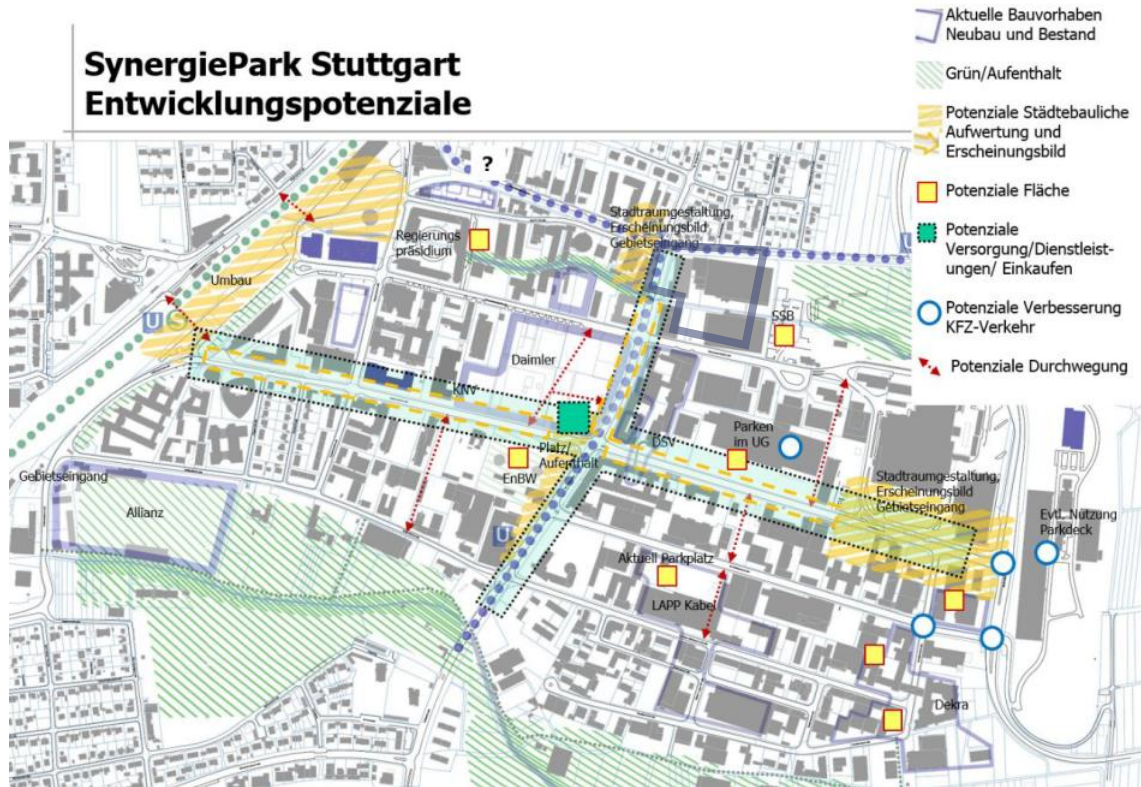 SynergiePark Stuttgart
Entwicklungspotenziale
Aktuelle Bauvorhaben
Neubau und Bestand
Grün/Aufenthalt
Potenziale Städtebauliche
Aufwertung und
Erscheinungsbild
Potenziale Fläche
Potenziale
Versorgung/Dienstleist-
ungen/ Einkaufen
Potenziale Verbesserung
KFZ-Verkehr
Potenziale Durchwegung
?
Stadtraumgestaltung,
Erscheinungsbild
Gebietseingang
Regierungs
präsidium
Umbau
U S
SSB
Daimler
KNV
Platz/
Aufenthalt
DSV
Parken
im UG
EnBW
Gebietseingang
Allianz
U
Stadtraumgestaltung,
Erscheinungsbild
Gebietseingang
Evtl. Nutzung
Parkdeck
Aktuell Parkplatz
LAPP Kabel
Dekra